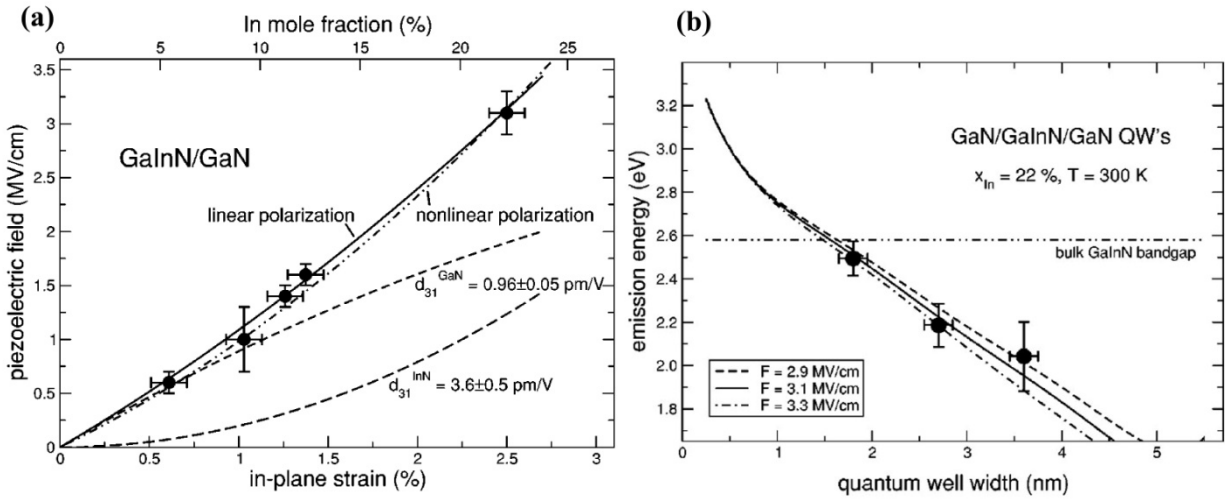 (a)
In mole fraction (%)
0 5 10 15 20 25
3.5
3
2.5
2
1.5
1
0.5
0
piezoelectric field (MV/cm)
GaInN/GaN
linear polarization
nonlinear polarization
d₃₁ᴳᵃᴺ = 0.96±0.05 pm/V
d₃₁ᴵⁿᴺ = 3.6±0.5 pm/V
0 0.5 1 1.5 2 2.5 3
in-plane strain (%)
(b)
3.2
3.0
2.8
2.6
2.4
2.2
2.0
1.8
emission energy (eV)
GaN/GaInN/GaN QW's
x_In = 22 %, T = 300 K
bulk GaInN bandgap
F = 2.9 MV/cm
F = 3.1 MV/cm
F = 3.3 MV/cm
0 1 2 3 4 5
quantum well width (nm)